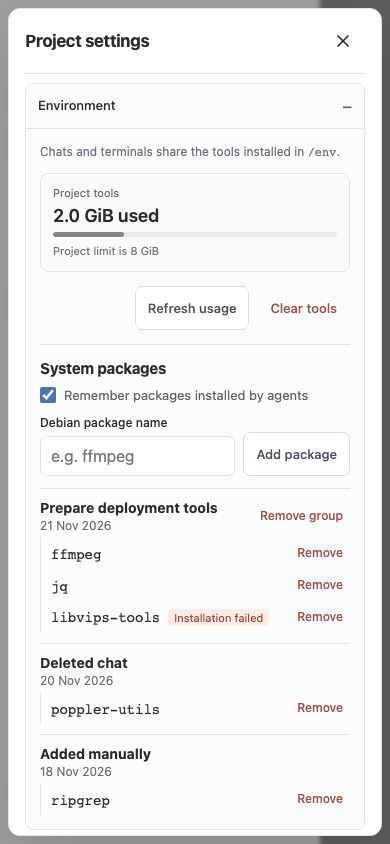 Project settings
Environment
Chats and terminals share the tools installed in /env.
Project tools
2.0 GiB used
Project limit is 8 GiB
Refresh usage
Clear tools
System packages
Remember packages installed by agents
Debian package name
e.g. ffmpeg
Add package
Prepare deployment tools
21 Nov 2026
Remove group
ffmpeg
Remove
jq
Remove
libvips-tools
Installation failed
Remove
Deleted chat
20 Nov 2026
poppler-utils
Remove
Added manually
18 Nov 2026
ripgrep
Remove